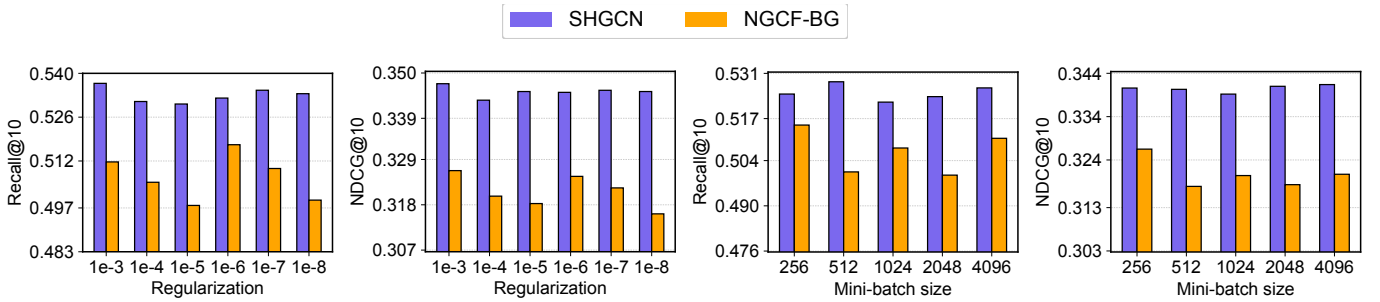 SHGCN NGCF-BG
Recall@10
0.540
0.526
0.512
0.497
0.483
1e-3 1e-4 1e-5 1e-6 1e-7 1e-8
Regularization
NDCG@10
0.350
0.339
0.329
0.318
0.307
1e-3 1e-4 1e-5 1e-6 1e-7 1e-8
Regularization
Recall@10
0.531
0.517
0.504
0.490
0.476
256 512 1024 2048 4096
Mini-batch size
NDCG@10
0.344
0.334
0.324
0.313
0.303
256 512 1024 2048 4096
Mini-batch size